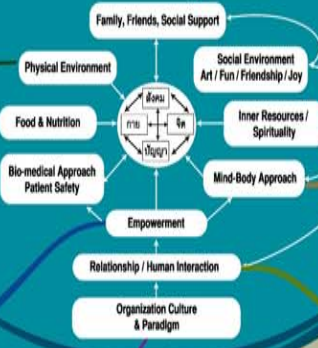 Family, Friends, Social Support
Physical Environment
Social Environment
Art / Fun / Friendship / Joy
สังคม
Food & Nutrition
กาย
จิต
Inner Resources /
Spirituality
ปัญญา
Bio-medical Approach
Patient Safety
Mind-Body Approach
Empowerment
Relationship / Human Interaction
Organization Culture
& Paradigm